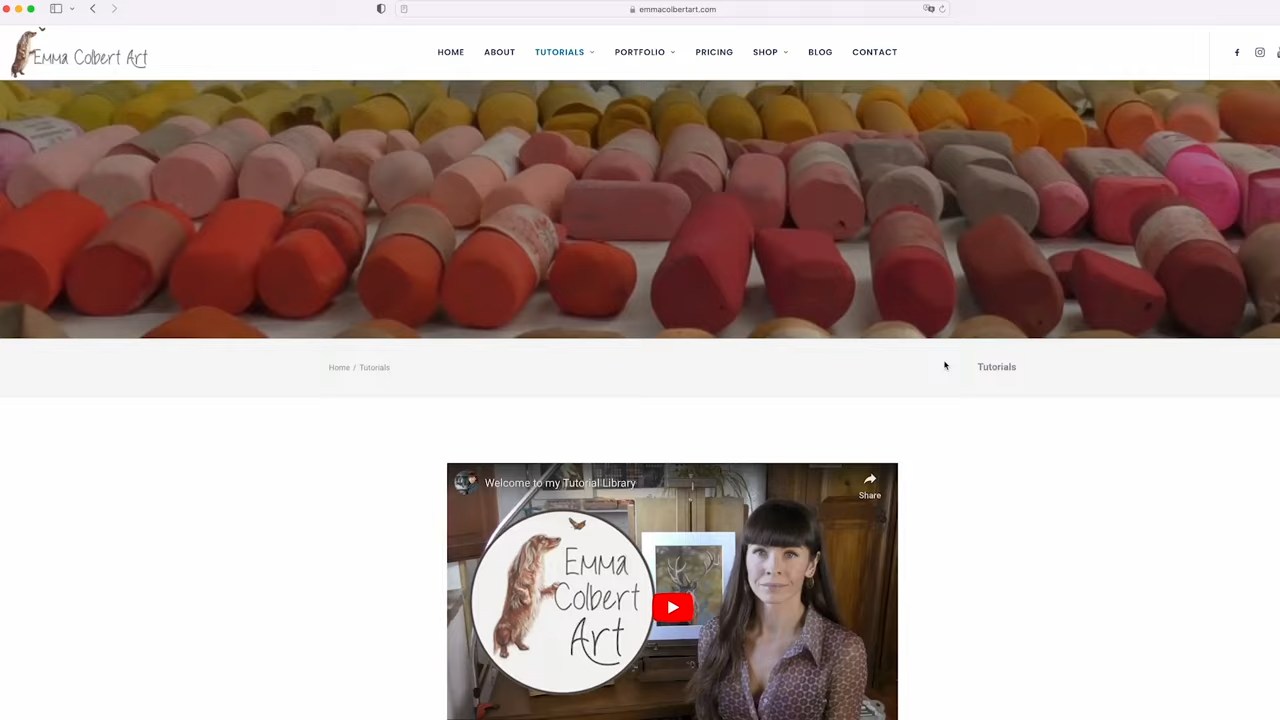 emmacolbertart.com
Emma Colbert Art
HOME
ABOUT
TUTORIALS
PORTFOLIO
PRICING
SHOP
BLOG
CONTACT
Home / Tutorials
Tutorials
Welcome to my Tutorial Library
Share
Emma
Colbert
Art